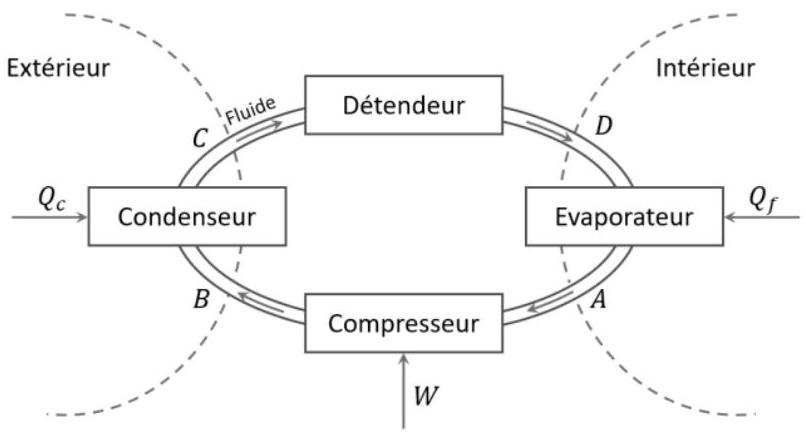 Extérieur
Intérieur
Détendeur
Fluide
C
D
Q_c
Condenseur
Evaporateur
Q_f
B
A
Compresseur
W